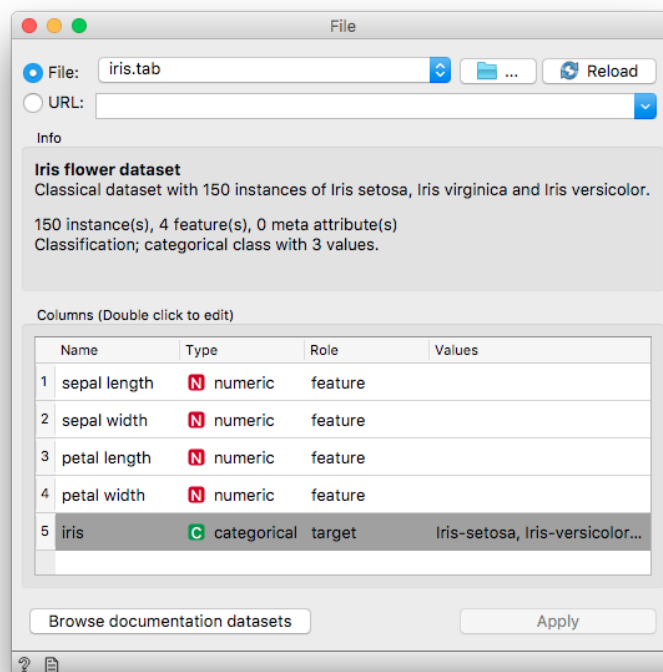 File
File: iris.tab ... Reload
URL:
Info
Iris flower dataset
Classical dataset with 150 instances of Iris setosa, Iris virginica and Iris versicolor.
150 instance(s), 4 feature(s), 0 meta attribute(s)
Classification; categorical class with 3 values.
Columns (Double click to edit)
Name Type Role Values
1 sepal length N numeric feature
2 sepal width N numeric feature
3 petal length N numeric feature
4 petal width N numeric feature
5 iris C categorical target Iris-setosa, Iris-versicolor...
Browse documentation datasets Apply
?